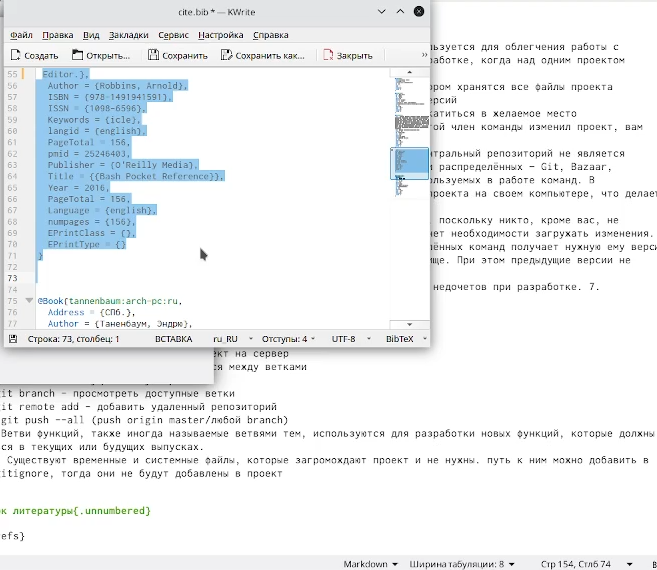 cite.bib * — KWrite
Файл Правка Вид Закладки Сервис Настройка Справка
Создать Открыть... Сохранить Сохранить как... Закрыть »
55 Editor.},
56 Author = {Robbins, Arnold},
57 ISBN = {978-1491941591},
58 ISSN = {1098-6596},
59 Keywords = {icle},
60 langid = {english},
61 PageTotal = 156,
62 pmid = 25246403,
63 Publisher = {O'Reilly Media},
64 Title = {{Bash Pocket Reference}},
65 Year = 2016,
66 PageTotal = 156,
67 Language = {english},
68 numpages = {156},
69 EPrintClass = {},
70 EPrintType = {}
71 }
72
73
74
75 @Book{tannenbaum:arch-pc:ru,
76 Address = {СПб.},
77 Author = {Таненбаум, Эндрю},
Строка: 73, столбец: 1 ВСТАВКА ru_RU Отступы: 4 UTF-8 BibTeX
льзуется для облегчения работы с
работке, когда над одним проектом
ором хранятся все файлы проекта
ерсий
катиться в желаемое место
той член команды изменил проект, вам
нтральный репозиторий не является
а распределённых – Git, Bazaar,
ользуемых в работе команд. В
проекта на своем компьютере, что делает
поскольку никто, кроме вас, не
нет необходимости загружать изменения.
дённых команд получает нужную ему верси
ище. При этом предыдущие версии не
недочетов при разработке. 7.
ект на сервер
ся между ветками
it branch – просмотреть доступные ветки
it remote add – добавить удаленный репозиторий
git push --all (push origin master/любой branch)
Ветви функций, также иногда называемые ветвями тем, используются для разработки новых функций, которые должны
ся в текущих или будущих выпусках.
Существуют временные и системные файлы, которые загромождают проект и не нужны. путь к ним можно добавить в
itignore, тогда они не будут добавлены в проект
ок литературы{.unnumbered}
efs}
Markdown Ширина табуляции: 8 Стр 154, Стлб 74